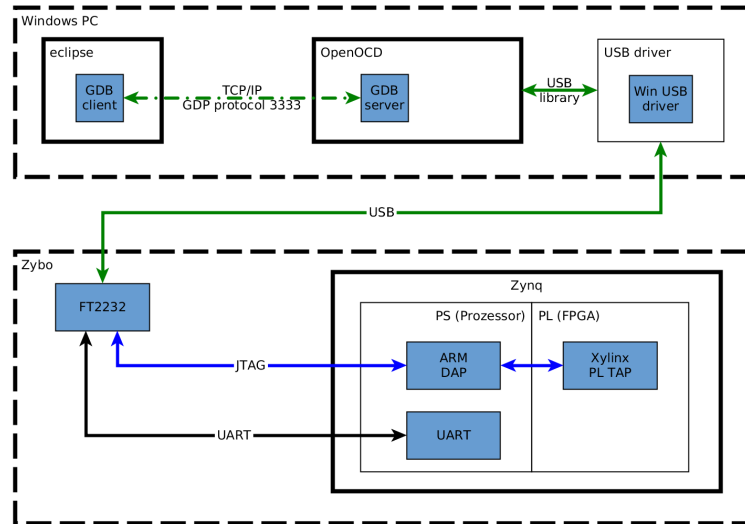 Windows PC
eclipse
OpenOCD
USB driver
GDB
client
TCP/IP
GDP protocol 3333
GDB
server
USB
library
Win USB
driver
USB
Zybo
Zynq
FT2232
PS (Prozessor)
PL (FPGA)
JTAG
ARM
DAP
Xylinx
PL TAP
UART
UART